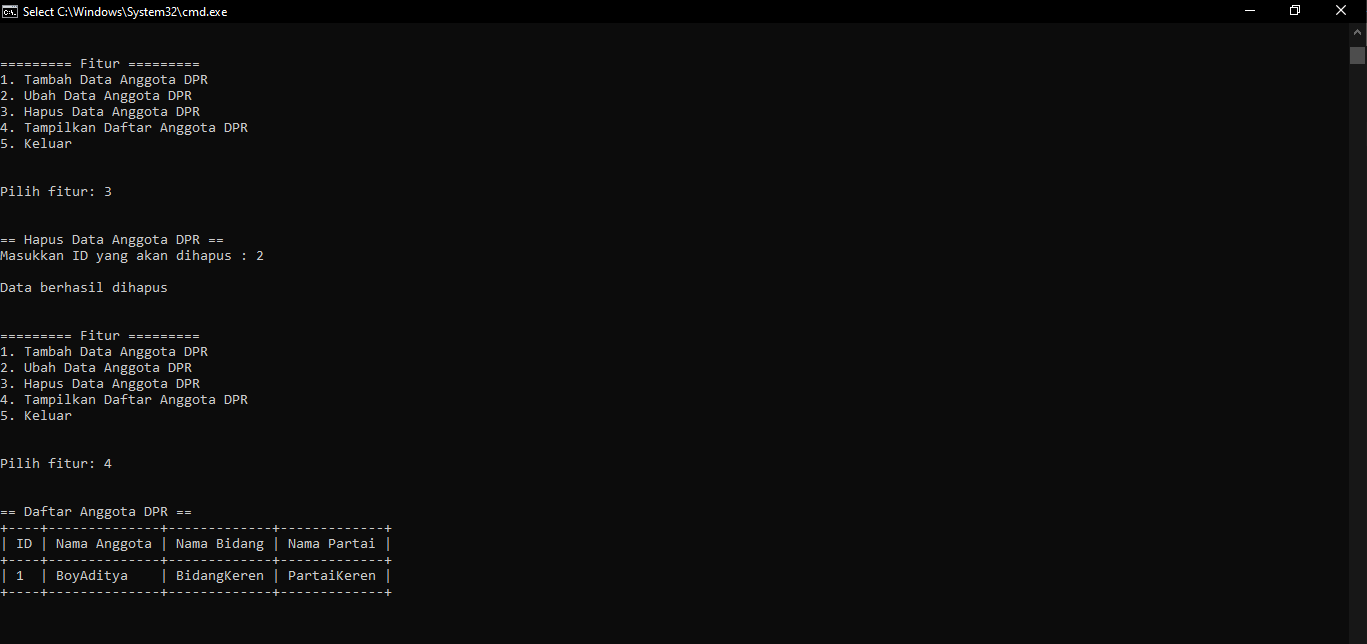 Select C:\Windows\System32\cmd.exe
========= Fitur =========
1. Tambah Data Anggota DPR
2. Ubah Data Anggota DPR
3. Hapus Data Anggota DPR
4. Tampilkan Daftar Anggota DPR
5. Keluar
Pilih fitur: 3
== Hapus Data Anggota DPR ==
Masukkan ID yang akan dihapus : 2
Data berhasil dihapus
========= Fitur =========
1. Tambah Data Anggota DPR
2. Ubah Data Anggota DPR
3. Hapus Data Anggota DPR
4. Tampilkan Daftar Anggota DPR
5. Keluar
Pilih fitur: 4
== Daftar Anggota DPR ==
+----+--------------+-------------+-------------+
| ID | Nama Anggota | Nama Bidang | Nama Partai |
+----+--------------+-------------+-------------+
| 1  | BoyAditya    | BidangKeren | PartaiKeren |
+----+--------------+-------------+-------------+